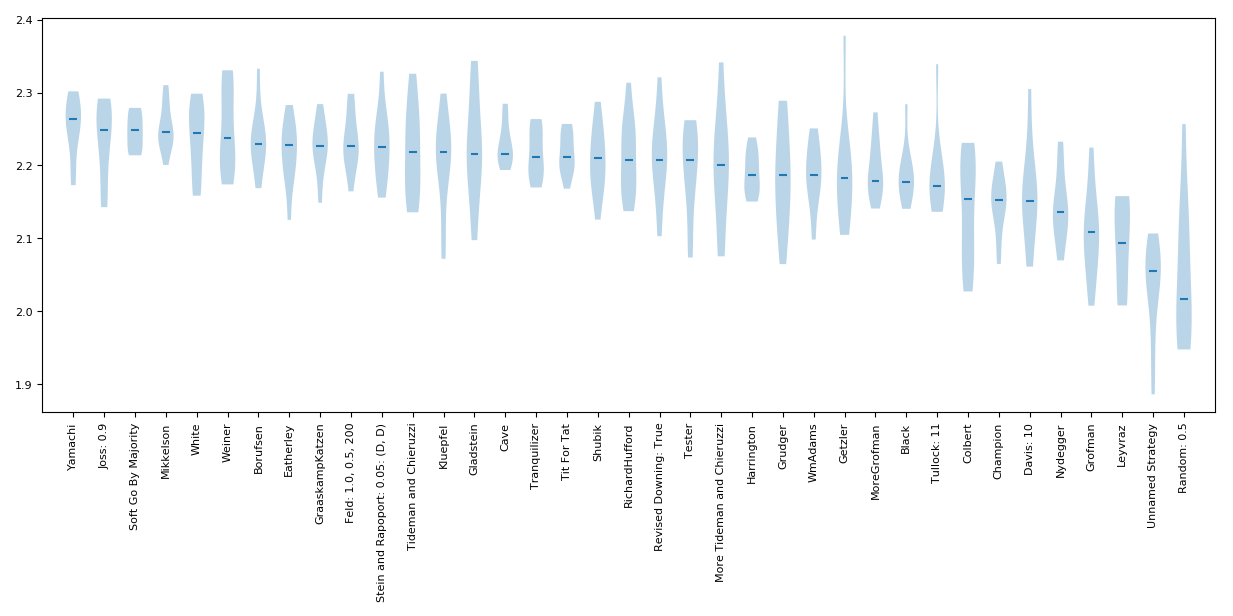 2.4
2.3
2.2
2.1
2.0
1.9
Yamachi
Joss: 0.9
Soft Go By Majority
Mikkelson
White
Weiner
Borufsen
Eatherley
GraaskampKatzen
Feld: 1.0, 0.5, 200
Stein and Rapoport: 0.05: (D, D)
Tideman and Chieruzzi
Kluepfel
Gladstein
Cave
Tranquilizer
Tit For Tat
Shubik
RichardHufford
Revised Downing: True
Tester
More Tideman and Chieruzzi
Harrington
Grudger
WmAdams
Getzler
MoreGrofman
Black
Tullock: 11
Colbert
Champion
Davis: 10
Nydegger
Grofman
Leyvraz
Unnamed Strategy
Random: 0.5